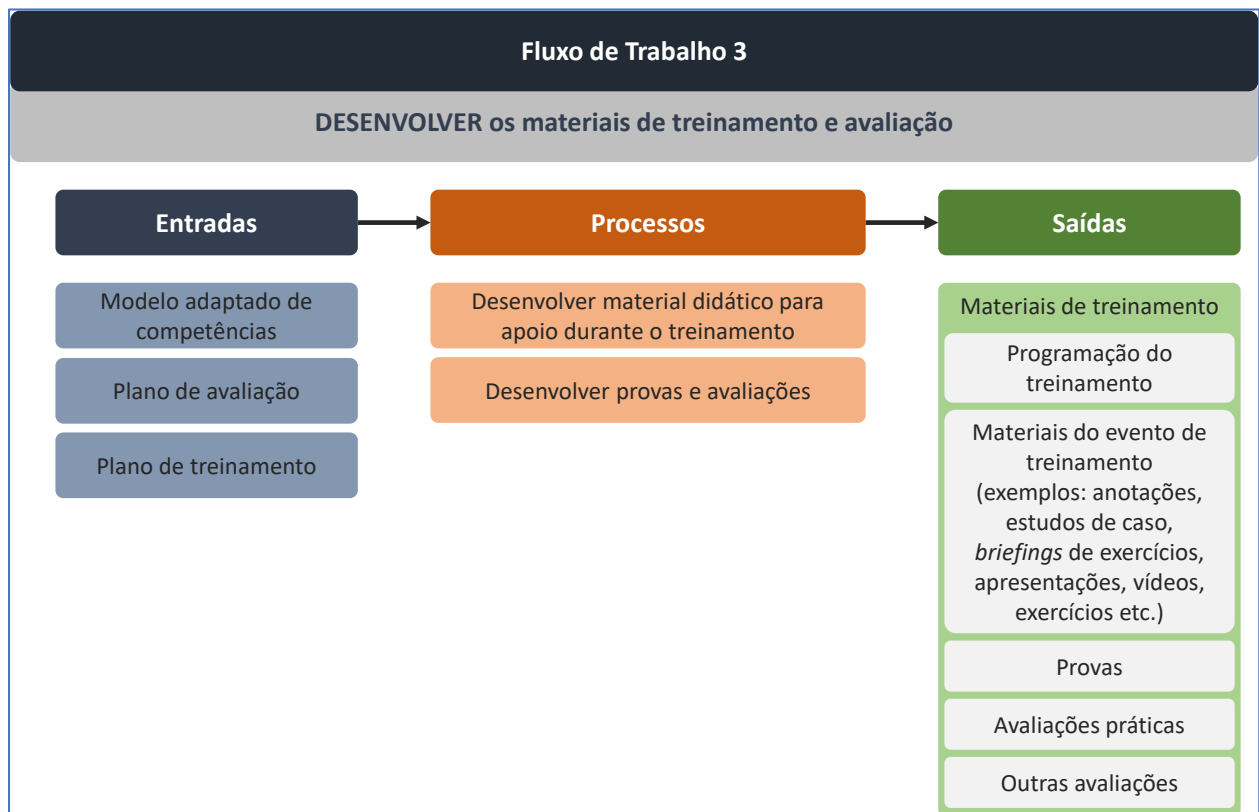 Fluxo de Trabalho 3
DESENVOLVER os materiais de treinamento e avaliação
Entradas
Processos
Saídas
Modelo adaptado de
competências
Plano de avaliação
Plano de treinamento
Desenvolver material didático para
apoio durante o treinamento
Desenvolver provas e avaliações
Materiais de treinamento
Programação do
treinamento
Materiais do evento de
treinamento
(exemplos: anotações,
estudos de caso,
briefings de exercícios,
apresentações, vídeos,
exercícios etc.)
Provas
Avaliações práticas
Outras avaliações